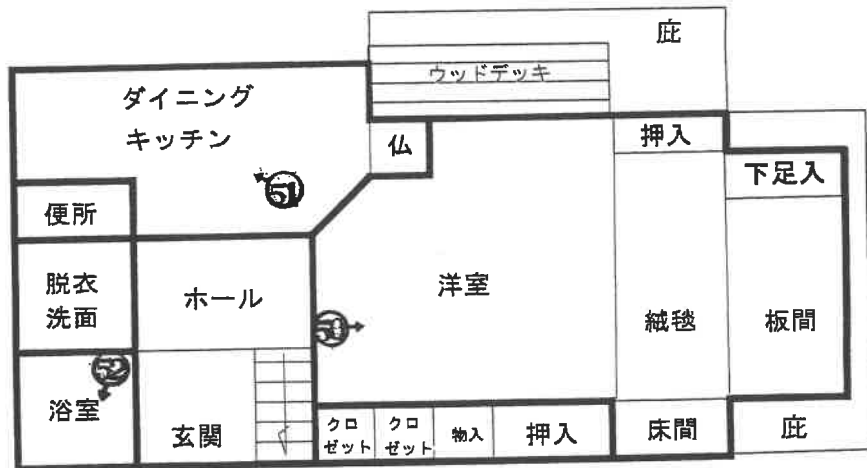 庇
ウッドデッキ
ダイニング
キッチン
仏
押入
下足入
51
便所
脱衣
洗面
ホール
洋室
絨毯
板間
52
浴室
玄関
クロ
ゼット
クロ
ゼット
物入
押入
床間
庇